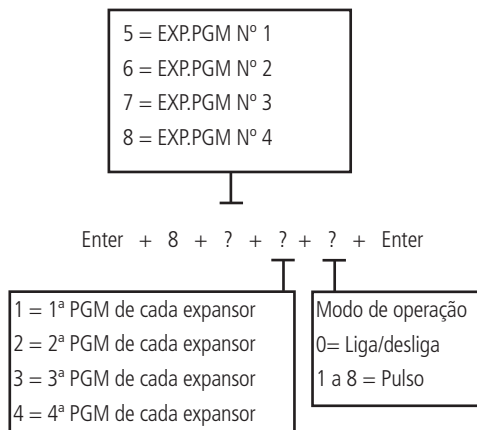 5 = EXP.PGM Nº 1
6 = EXP.PGM Nº 2
7 = EXP.PGM Nº 3
8 = EXP.PGM Nº 4
Enter + 8 + ? + ? + ? + Enter
1 = 1ª PGM de cada expansor
2 = 2ª PGM de cada expansor
3 = 3ª PGM de cada expansor
4 = 4ª PGM de cada expansor
Modo de operação
0= Liga/desliga
1 a 8 = Pulso